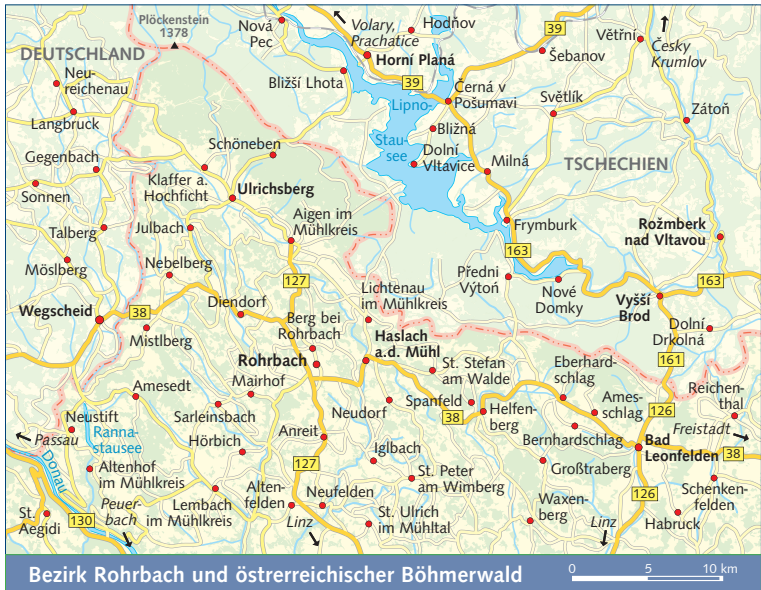 Plöckenstein
1378
DEUTSCHLAND
Nová
Pec
Volary,
Prachatice
Hodňov
39
Větřní
Česky
Krumlov
Horní Planá
Šebanov
Neu-
reichenau
Bližší Lhota
39
Černá v
Pošumavi
Lipno-
Stau-
see
Světlík
Zátoň
Langbruck
Bližná
Schöneben
Dolní
Vltavice
Milná
TSCHECHIEN
Gegenbach
Klaffer a.
Hochficht
Ulrichsberg
Sonnen
Aigen im
Mühlkreis
Frymburk
Rožmberk
nad Vltavou
Talberg
Julbach
163
Möslberg
Nebelberg
127
Předni
Výtoň
Nové
Domky
163
Lichtenau
im Mühlkreis
Vyšší
Brod
Wegscheid
38
Diendorf
Berg bei
Rohrbach
Dolní
Drkolná
Mistlberg
Haslach
a.d. Mühl
Rohrbach
St. Stefan
am Walde
Eberhard-
schlag
161
Amesedt
Mairhof
Reichen-
thal
Sarleinsbach
Neudorf
Spanfeld
38
Helfen-
berg
Ames-
schlag
126
Neustift
Passau
Ranna-
stausee
Hörbich
Anreit
Bernhardschlag
Bad
Leonfelden
Freistadt
38
Donau
Altenhof
im Mühlkreis
127
Iglbach
Großtraberg
St. Peter
am Wimberg
126
Schenken-
felden
Peuer-
bach
Lembach
im Mühlkreis
Alten-
felden
Neufelden
Waxen-
berg
St.
Aegidi
130
Linz
St. Ulrich
im Mühltal
Linz
Habruck
Bezirk Rohrbach und östrerreichischer Böhmerwald
0 5 10 km